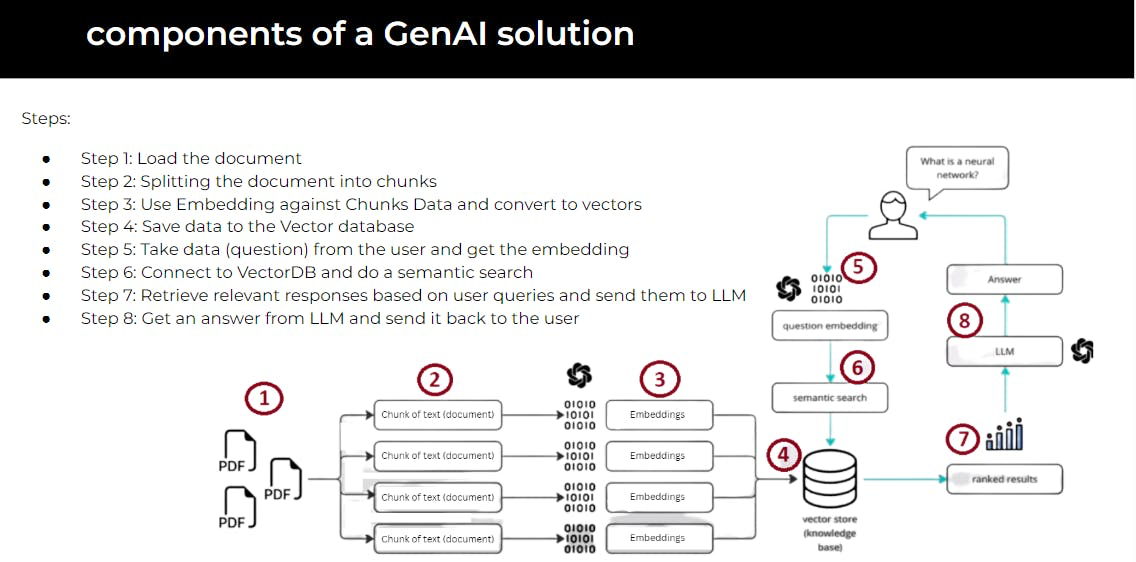 components of a GenAI solution
Steps:
● Step 1: Load the document
● Step 2: Splitting the document into chunks
● Step 3: Use Embedding against Chunks Data and convert to vectors
● Step 4: Save data to the Vector database
● Step 5: Take data (question) from the user and get the embedding
● Step 6: Connect to VectorDB and do a semantic search
● Step 7: Retrieve relevant responses based on user queries and send them to LLM
● Step 8: Get an answer from LLM and send it back to the user
What is a neural
network?
5
01010
10101
01010
question embedding
6
semantic search
Answer
8
LLM
7
ranked results
4
vector store
(knowledge
base)
1
PDF
PDF
PDF
2
3
Chunk of text (document)
01010
10101
01010
Embeddings
Chunk of text (document)
01010
10101
01010
Embeddings
Chunk of text (document)
01010
10101
01010
Embeddings
Chunk of text (document)
01010
10101
01010
Embeddings